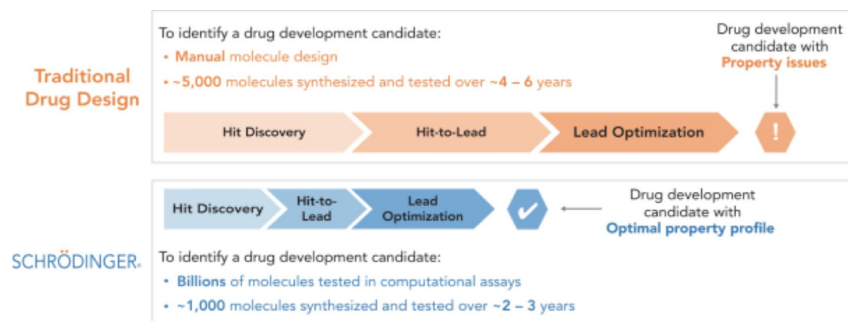 To identify a drug development candidate:
• Manual molecule design
• ~5,000 molecules synthesized and tested over ~4 – 6 years
Drug development
candidate with
Property issues
Traditional
Drug Design
Hit Discovery
Hit-to-Lead
Lead Optimization
!
Hit Discovery
Hit-to-
Lead
Lead
Optimization
Drug development
candidate with
Optimal property profile
SCHRÖDINGER®
To identify a drug development candidate:
• Billions of molecules tested in computational assays
• ~1,000 molecules synthesized and tested over ~2 – 3 years